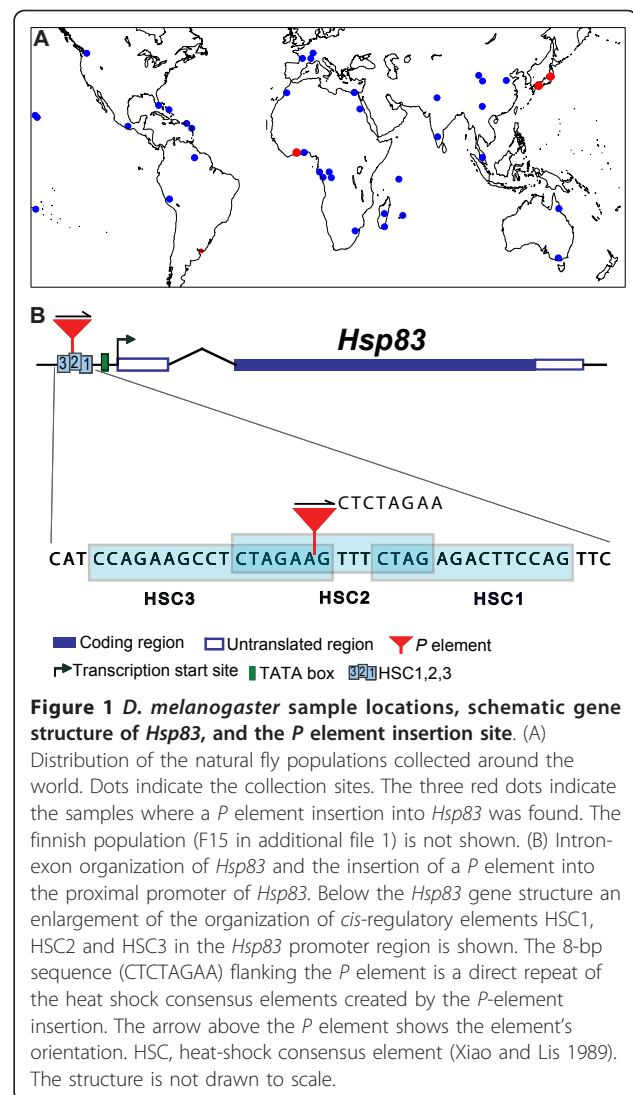 A
B
Hsp83
3 2 1
CTCTAGAA
CAT CCAGAAGCCT CTAGAAG TTT CTAG AGACTTCCAG TTC
HSC3 HSC2 HSC1
Coding region Untranslated region P element
Transcription start site TATA box 321 HSC1,2,3
Figure 1 D. melanogaster sample locations, schematic gene
structure of Hsp83, and the P element insertion site. (A)
Distribution of the natural fly populations collected around the
world. Dots indicate the collection sites. The three red dots indicate
the samples where a P element insertion into Hsp83 was found. The
finnish population (F15 in additional file 1) is not shown. (B) Intron-
exon organization of Hsp83 and the insertion of a P element into
the proximal promoter of Hsp83. Below the Hsp83 gene structure an
enlargement of the organization of cis-regulatory elements HSC1,
HSC2 and HSC3 in the Hsp83 promoter region is shown. The 8-bp
sequence (CTCTAGAA) flanking the P element is a direct repeat of
the heat shock consensus elements created by the P-element
insertion. The arrow above the P element shows the element's
orientation. HSC, heat-shock consensus element (Xiao and Lis 1989).
The structure is not drawn to scale.